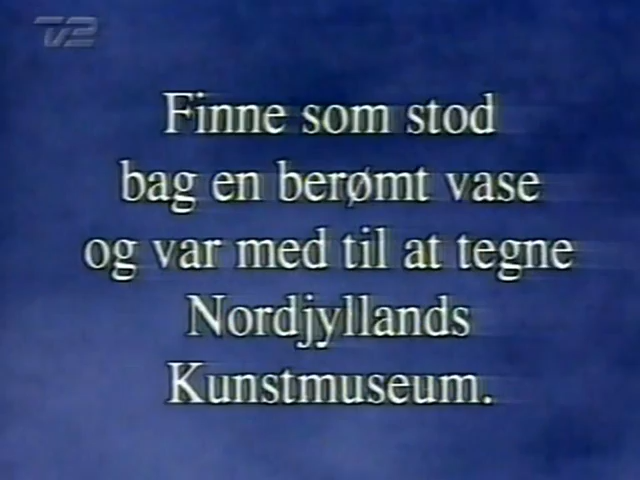 TV2
Finne som stod
bag en berømt vase
og var med til at tegne
Nordjyllands
Kunstmuseum.